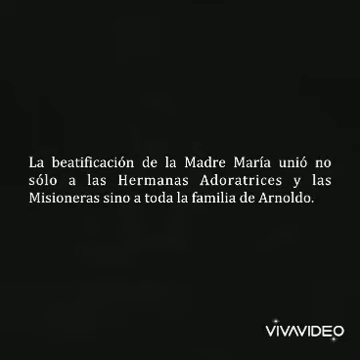 La beatificación de la Madre María unió no
sólo a las Hermanas Adoratrices y las
Misioneras sino a toda la familia de Arnoldo.
VIVAVIDEO